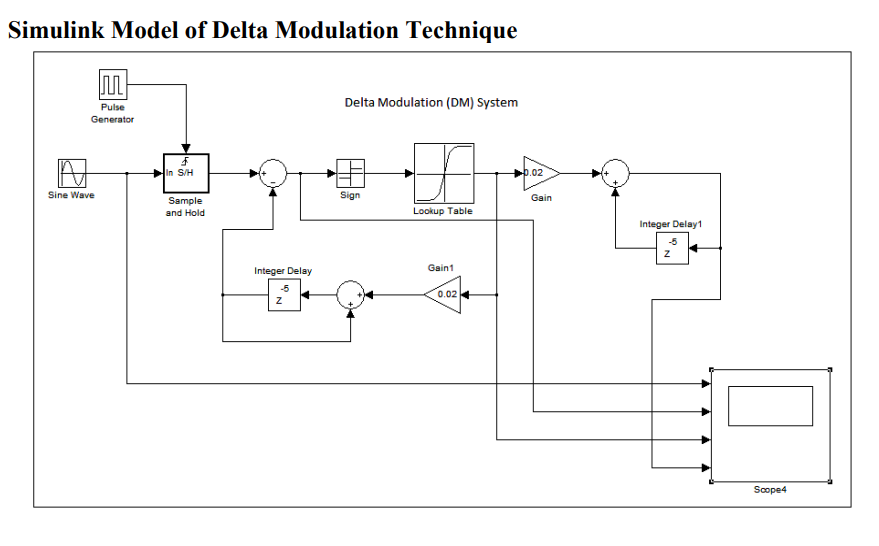 Simulink Model of Delta Modulation Technique
Delta Modulation (DM) System
Pulse
Generator
Sine Wave
In S/H
Sample
and Hold
+
−
Sign
Lookup Table
0.02
Gain
+
+
Integer Delay1
-5
Z
Integer Delay
-5
Z
+
+
Gain1
0.02
Scope4